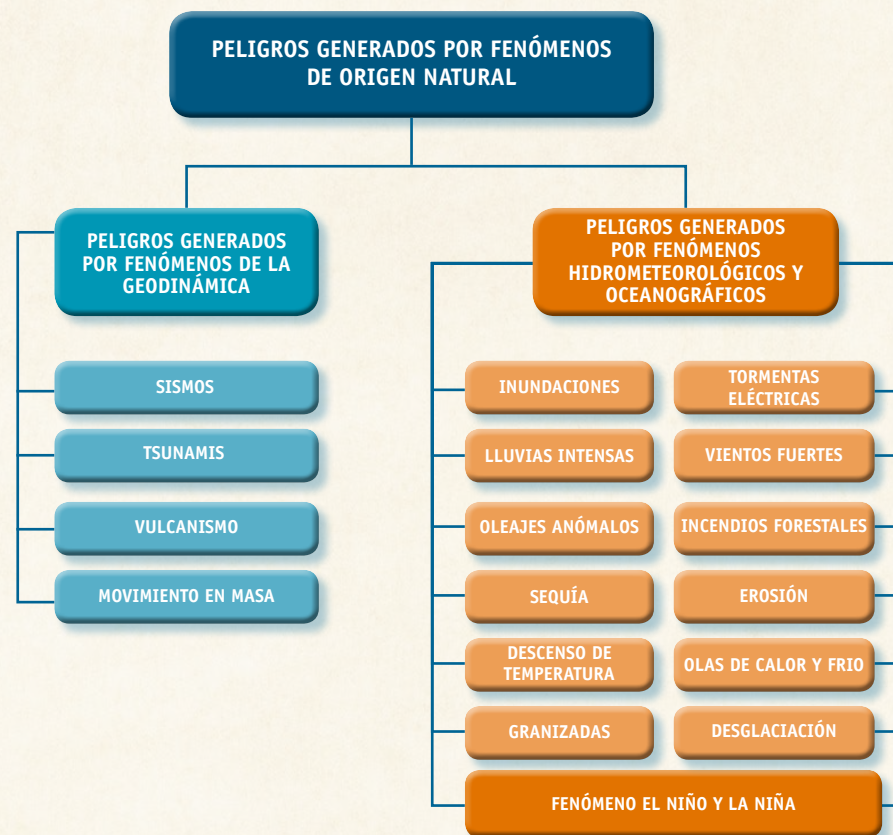 PELIGROS GENERADOS POR FENÓMENOS
DE ORIGEN NATURAL
PELIGROS GENERADOS
POR FENÓMENOS DE LA
GEODINÁMICA
SISMOS
TSUNAMIS
VULCANISMO
MOVIMIENTO EN MASA
PELIGROS GENERADOS
POR FENÓMENOS
HIDROMETEOROLÓGICOS Y
OCEANOGRÁFICOS
INUNDACIONES
LLUVIAS INTENSAS
OLEAJES ANÓMALOS
SEQUÍA
DESCENSO DE
TEMPERATURA
GRANIZADAS
TORMENTAS
ELÉCTRICAS
VIENTOS FUERTES
INCENDIOS FORESTALES
EROSIÓN
OLAS DE CALOR Y FRIO
DESGLACIACIÓN
FENÓMENO EL NIÑO Y LA NIÑA